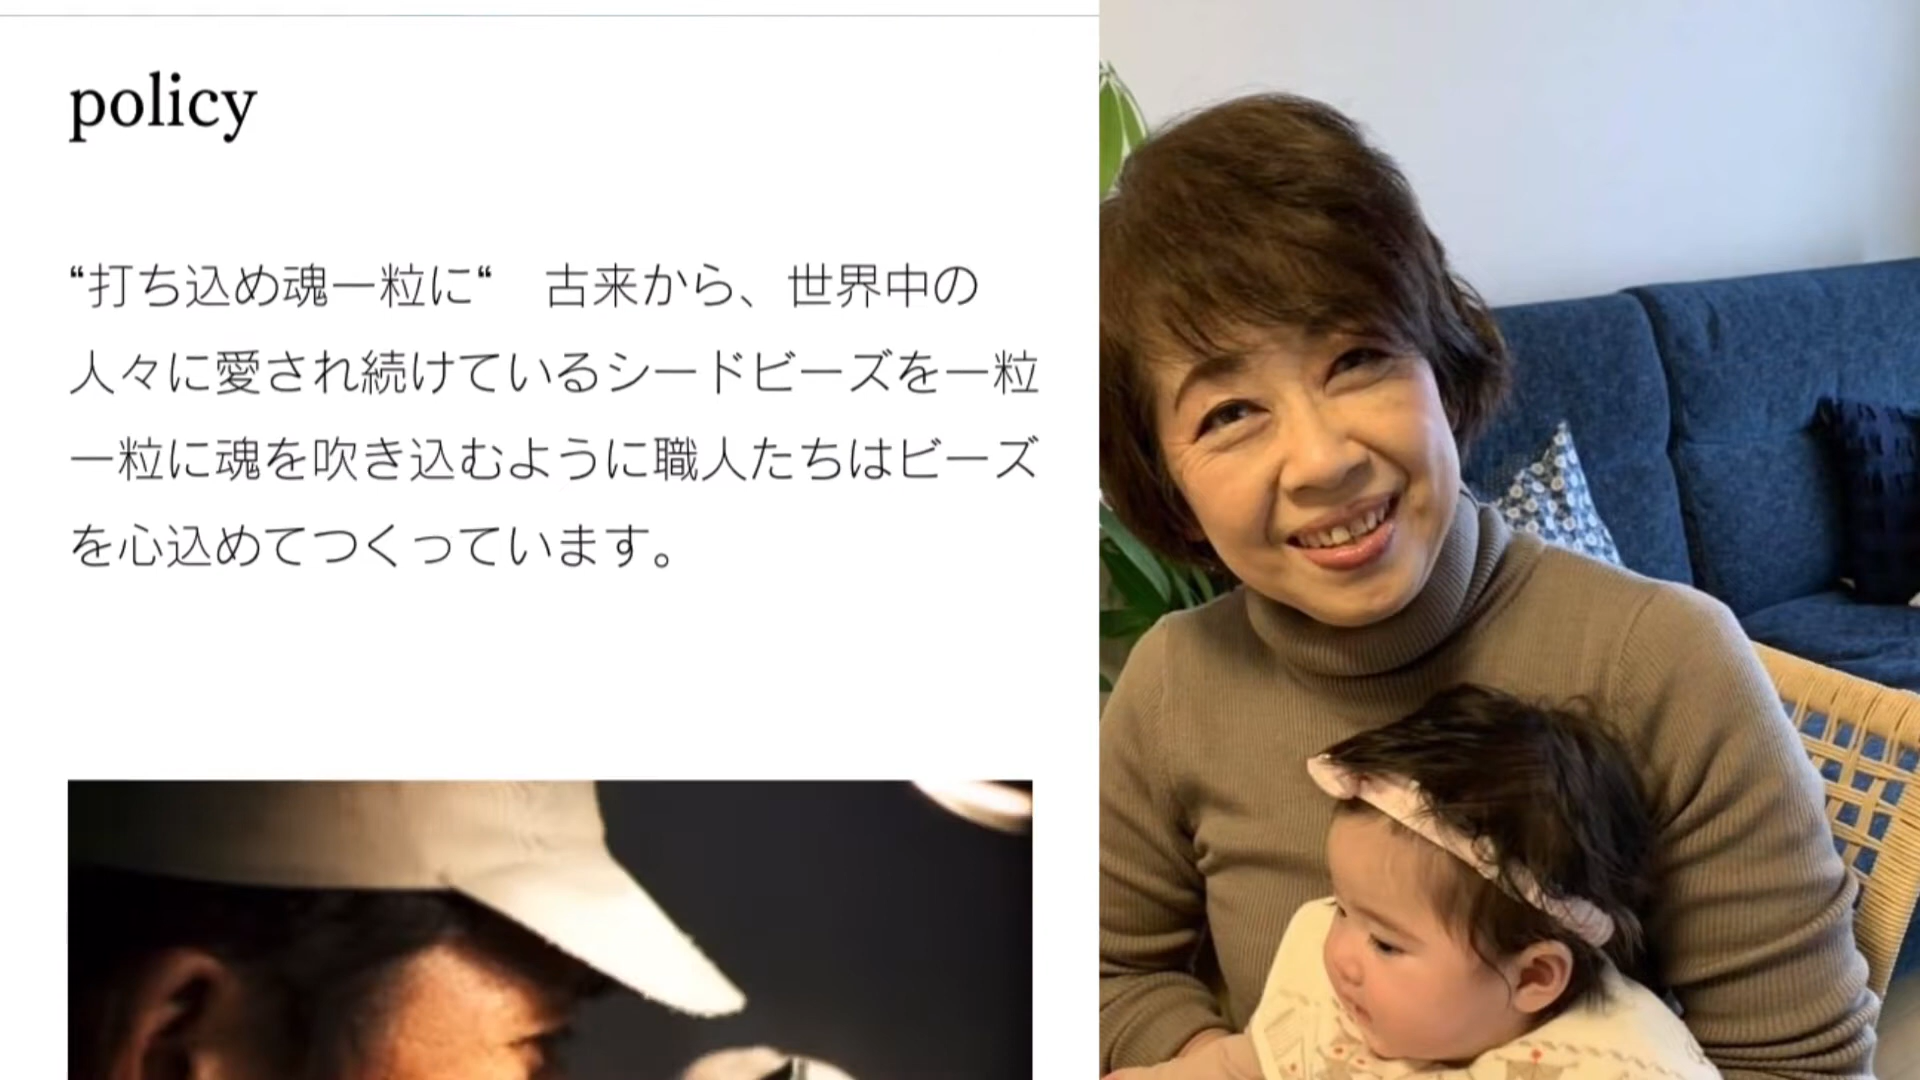 policy
“打ち込め魂一粒に“　古来から、世界中の
人々に愛され続けているシードビーズを一粒
一粒に魂を吹き込むように職人たちはビーズ
を心込めてつくっています。